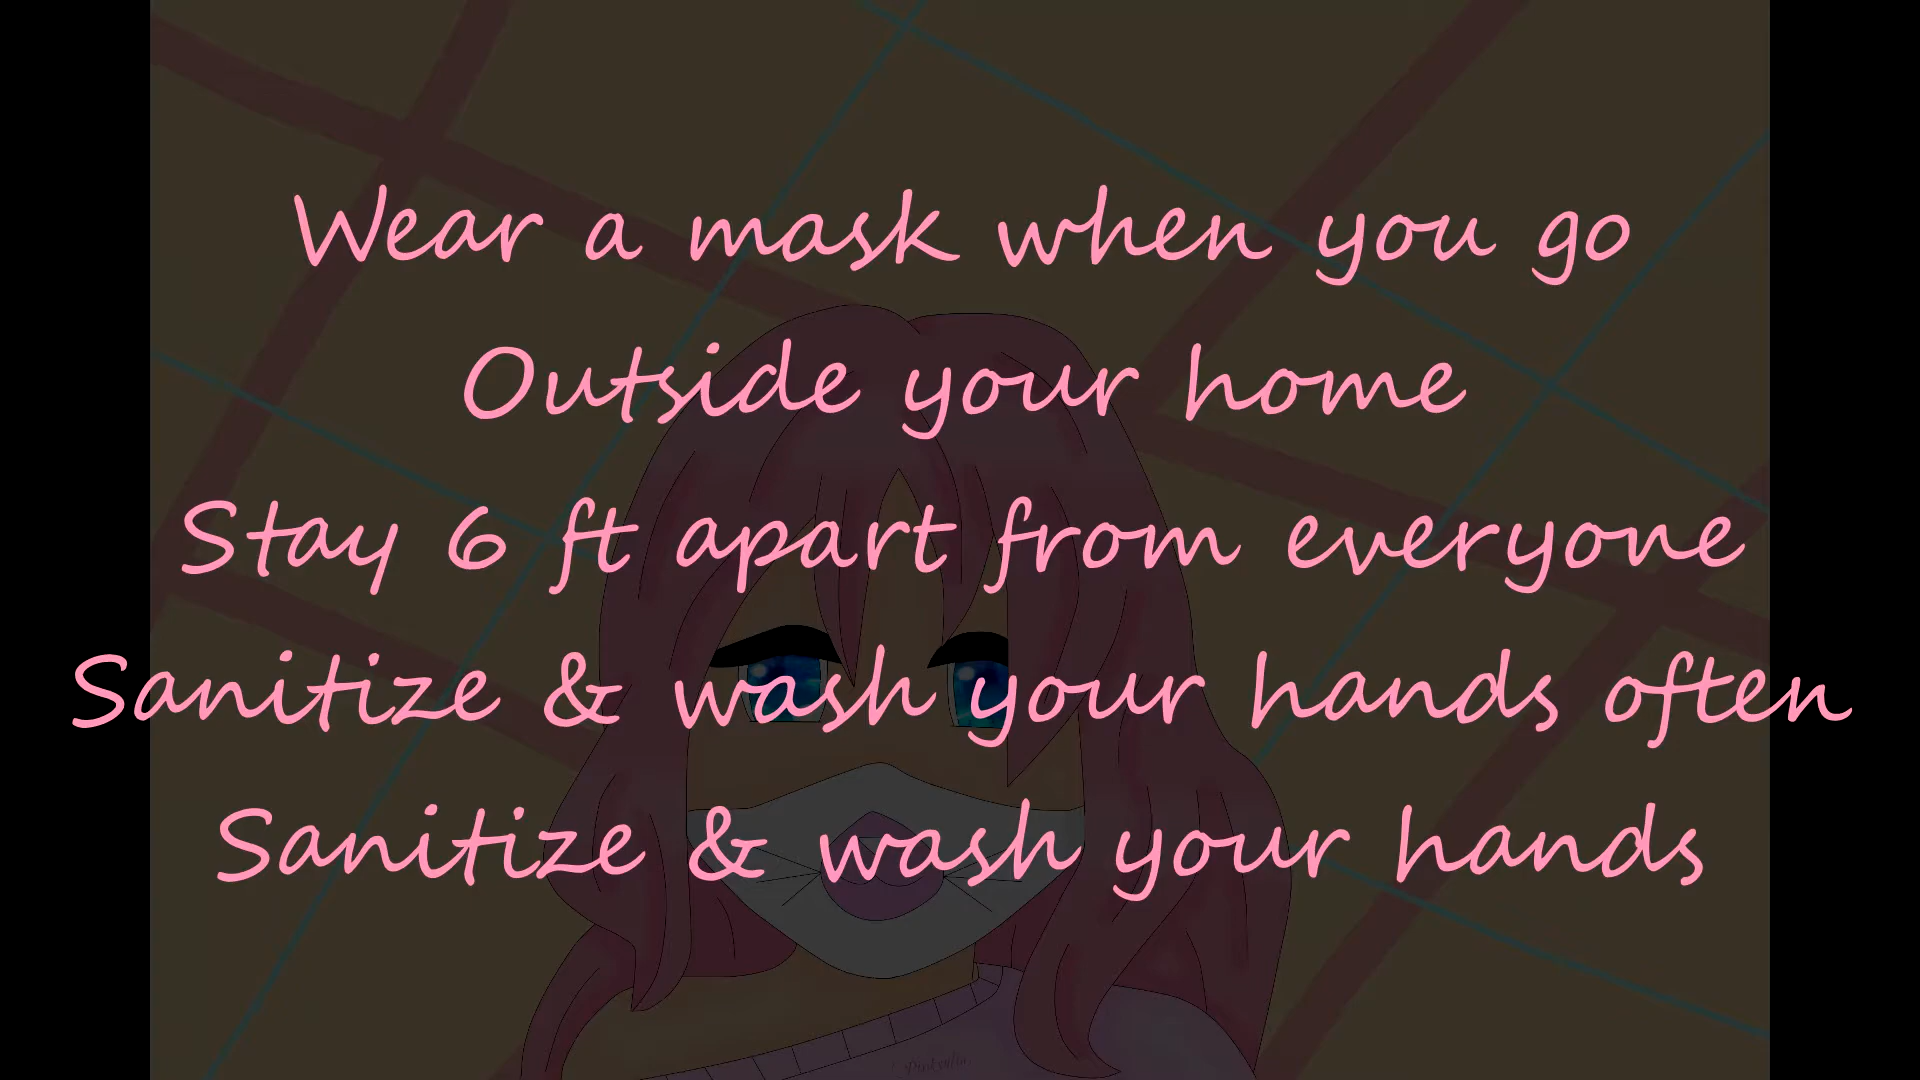 Wear a mask when you go
Outside your home
Stay 6 ft apart from everyone
Sanitize & wash your hands often
Sanitize & wash your hands